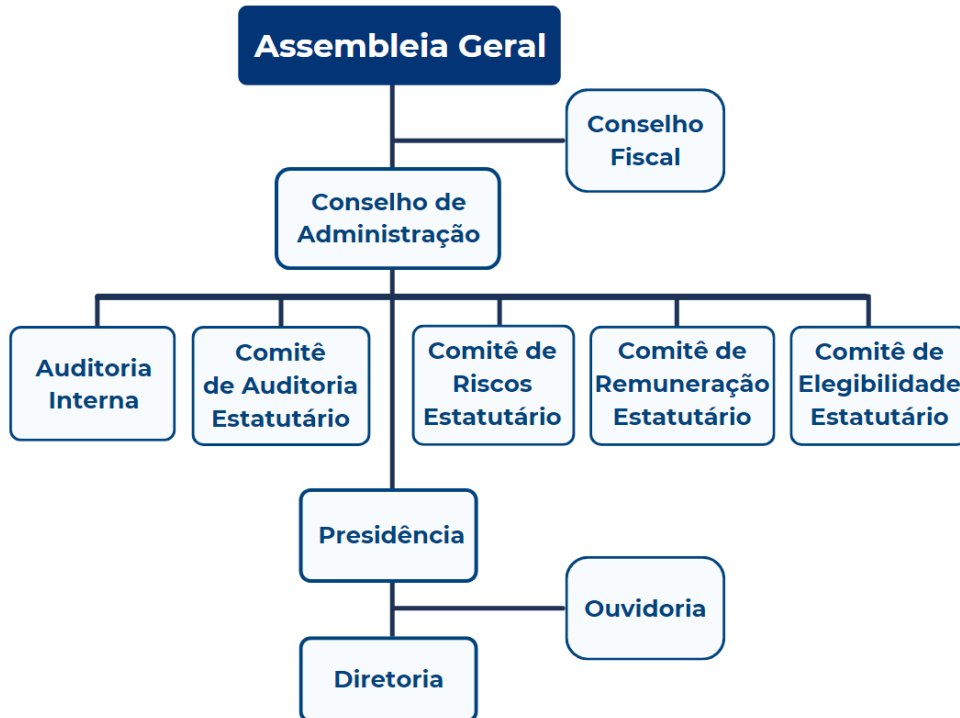 Assembleia Geral
Conselho
Fiscal
Conselho de
Administração
Auditoria
Interna
Comitê
de Auditoria
Estatutário
Comitê de
Riscos
Estatutário
Comitê de
Remuneração
Estatutário
Comitê de
Elegibilidade
Estatutário
Presidência
Ouvidoria
Diretoria